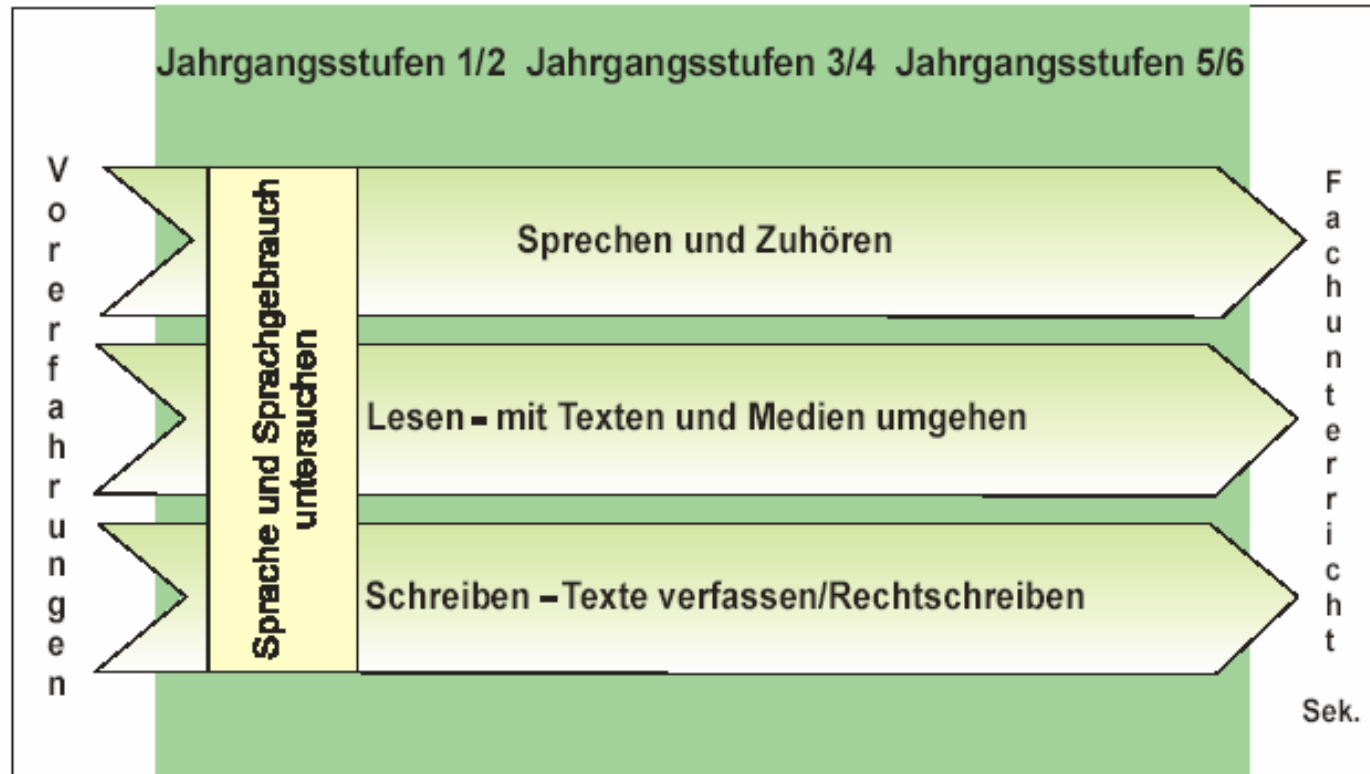 Jahrgangsstufen 1/2 Jahrgangsstufen 3/4 Jahrgangsstufen 5/6
Vorerfahrungen
Sprache und Sprachgebrauch
untersuchen
Sprechen und Zuhören
Lesen – mit Texten und Medien umgehen
Schreiben – Texte verfassen/Rechtschreiben
Fachunterricht
Sek.